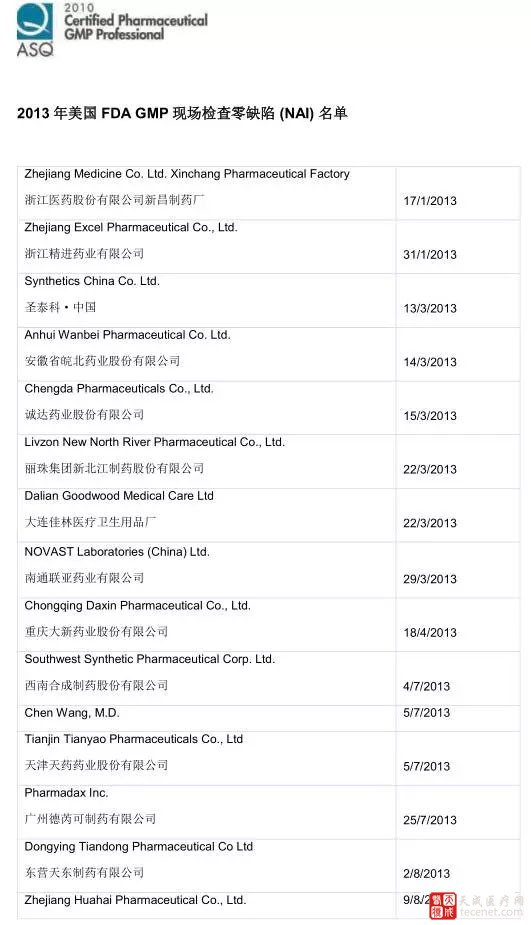 2010
Certified Pharmaceutical
GMP Professional
ASQ
2013 年美国 FDA GMP 现场检查零缺陷 (NAI) 名单
Zhejiang Medicine Co. Ltd. Xinchang Pharmaceutical Factory
浙江医药股份有限公司新昌制药厂
17/1/2013
Zhejiang Excel Pharmaceutical Co., Ltd.
浙江精进药业有限公司
31/1/2013
Synthetics China Co. Ltd.
圣泰科·中国
13/3/2013
Anhui Wanbei Pharmaceutical Co. Ltd.
安徽省皖北药业股份有限公司
14/3/2013
Chengda Pharmaceuticals Co., Ltd.
诚达药业股份有限公司
15/3/2013
Livzon New North River Pharmaceutical Co., Ltd.
丽珠集团新北江制药股份有限公司
22/3/2013
Dalian Goodwood Medical Care Ltd
大连佳林医疗卫生用品厂
22/3/2013
NOVAST Laboratories (China) Ltd.
南通联亚药业有限公司
29/3/2013
Chongqing Daxin Pharmaceutical Co., Ltd.
重庆大新药业股份有限公司
18/4/2013
Southwest Synthetic Pharmaceutical Corp. Ltd.
西南合成制药股份有限公司
4/7/2013
Chen Wang, M.D.
5/7/2013
Tianjin Tianyao Pharmaceuticals Co., Ltd
天津天药药业股份有限公司
5/7/2013
Pharmadax Inc.
广州德芮可制药有限公司
25/7/2013
Dongying Tiandong Pharmaceutical Co Ltd
东营天东制药有限公司
2/8/2013
Zhejiang Huahai Pharmaceutical Co., Ltd.
9/8/2
天成医疗网
tecenet.com